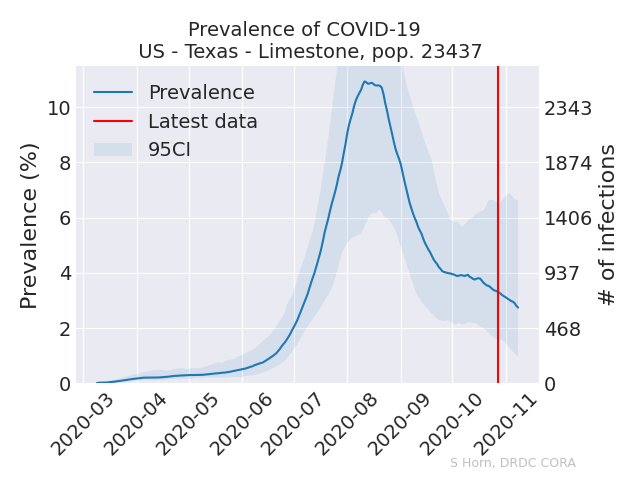 Prevalence of COVID-19
US - Texas - Limestone, pop. 23437
Prevalence
Latest data
95CI
Prevalence (%)
10
8
6
4
2
0
2343
1874
1406
937
468
0
# of infections
2020-03
2020-04
2020-05
2020-06
2020-07
2020-08
2020-09
2020-10
2020-11
S Horn, DRDC CORA